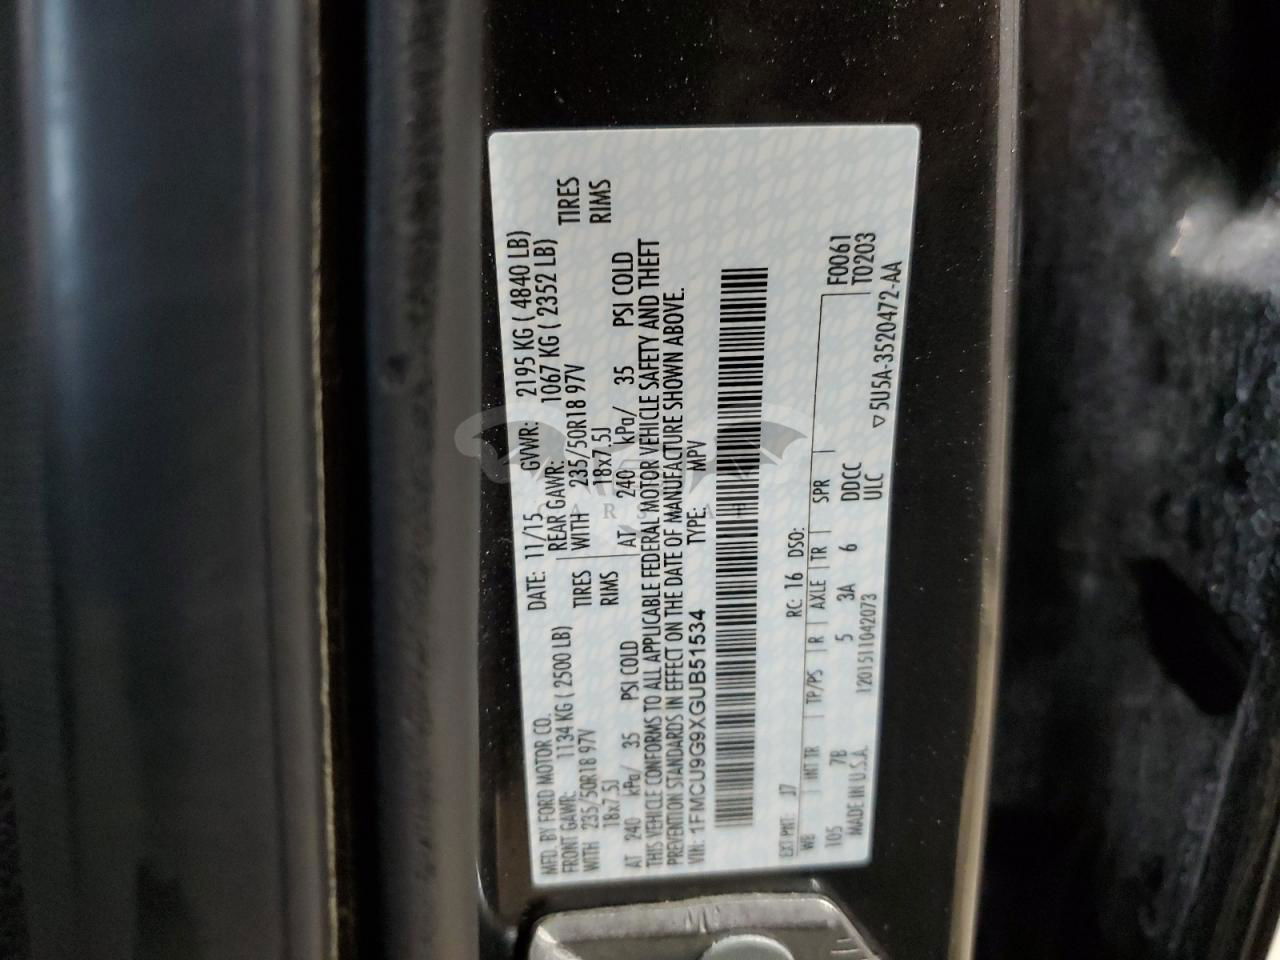 MFD. BY FORD MOTOR CO.
DATE: 11/15 GVWR: 2195 KG ( 4840 LB)
FRONT GAWR: 1134 KG ( 2500 LB) REAR GAWR: 1067 KG ( 2352 LB)
WITH 235/50R18 97V TIRES WITH 235/50R18 97V TIRES
18x7.5J RIMS 18x7.5J RIMS
AT 240 kPa/ 35 PSI COLD AT 240 kPa/ 35 PSI COLD
THIS VEHICLE CONFORMS TO ALL APPLICABLE FEDERAL MOTOR VEHICLE SAFETY AND THEFT
PREVENTION STANDARDS IN EFFECT ON THE DATE OF MANUFACTURE SHOWN ABOVE.
VIN: 1FMCU9G9XGUB51534 TYPE: MPV
EXT PNT: J7 RC: 16 DSO:
WB INT TR TP/PS R AXLE TR SPR F0061
105 7B 5 3A 6 DDCC T0203
MADE IN U.S.A. 1201511042073 ULC
▽5U5A-3520472-AA